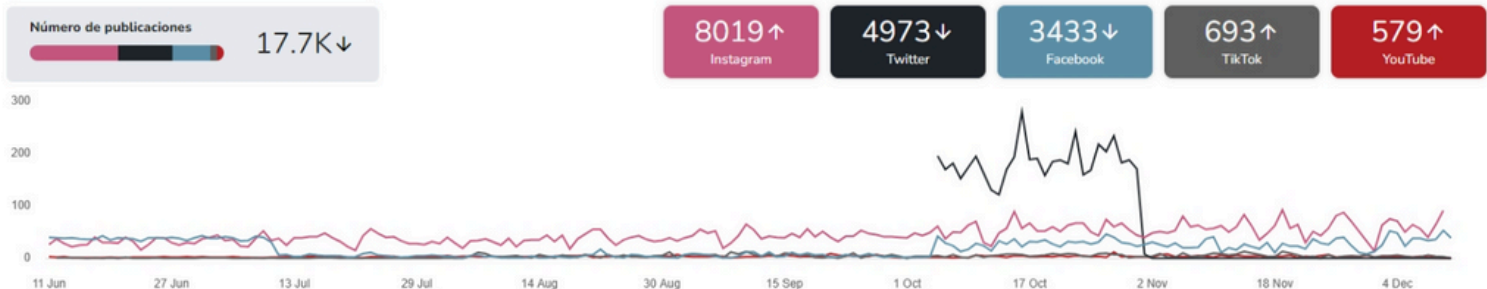 Número de publicaciones
17.7K↓
8019↑
Instagram
4973↓
Twitter
3433↓
Facebook
693↑
TikTok
579↑
YouTube
300
200
100
0
11 Jun 27 Jun 13 Jul 29 Jul 14 Aug 30 Aug 15 Sep 1 Oct 17 Oct 2 Nov 18 Nov 4 Dec